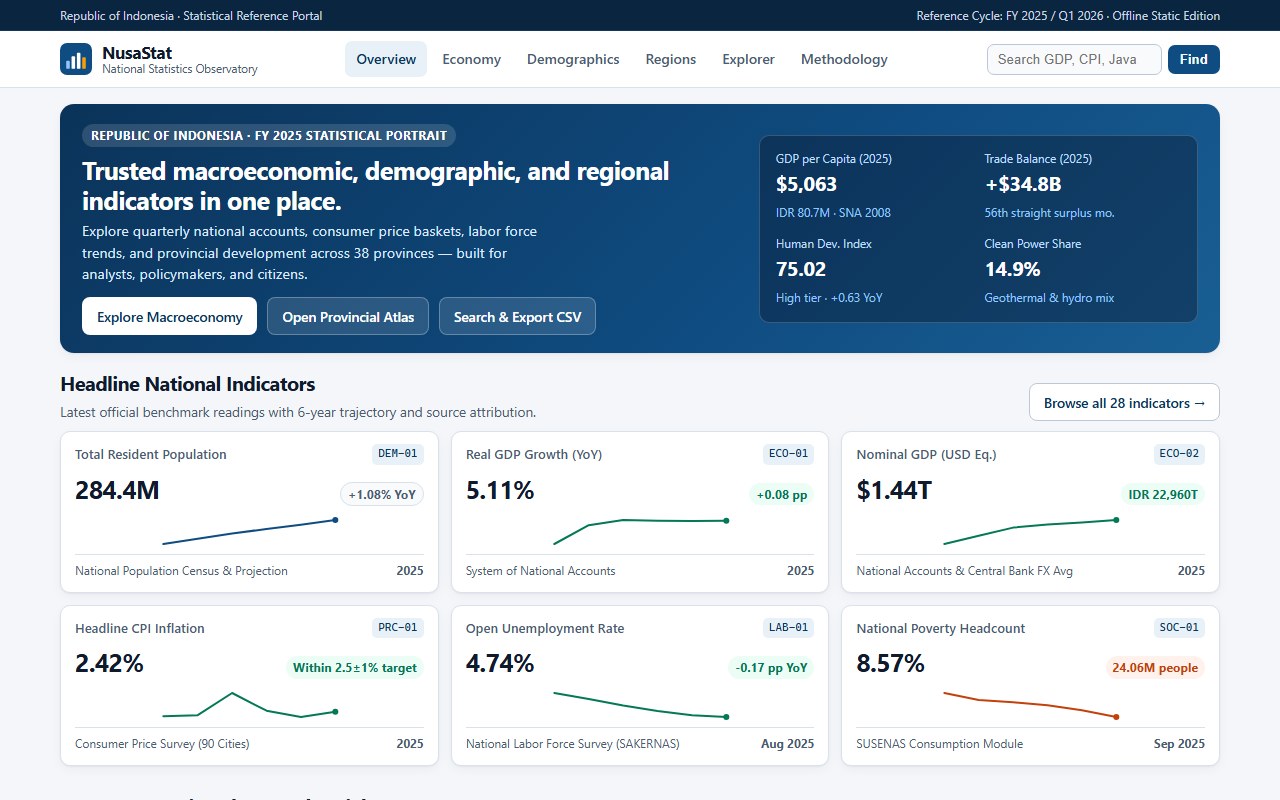 Republic of Indonesia · Statistical Reference Portal
Reference Cycle: FY 2025 / Q1 2026 · Offline Static Edition
NusaStat
National Statistics Observatory
Overview
Economy
Demographics
Regions
Explorer
Methodology
Search GDP, CPI, Java
Find
REPUBLIC OF INDONESIA · FY 2025 STATISTICAL PORTRAIT
Trusted macroeconomic, demographic, and regional
indicators in one place.
Explore quarterly national accounts, consumer price baskets, labor force
trends, and provincial development across 38 provinces — built for
analysts, policymakers, and citizens.
Explore Macroeconomy
Open Provincial Atlas
Search & Export CSV
GDP per Capita (2025)
$5,063
IDR 80.7M · SNA 2008
Trade Balance (2025)
+$34.8B
56th straight surplus mo.
Human Dev. Index
75.02
High tier · +0.63 YoY
Clean Power Share
14.9%
Geothermal & hydro mix
Headline National Indicators
Latest official benchmark readings with 6-year trajectory and source attribution.
Browse all 28 indicators →
Total Resident Population
DEM-01
284.4M
+1.08% YoY
National Population Census & Projection
2025
Real GDP Growth (YoY)
ECO-01
5.11%
+0.08 pp
System of National Accounts
2025
Nominal GDP (USD Eq.)
ECO-02
$1.44T
IDR 22,960T
National Accounts & Central Bank FX Avg
2025
Headline CPI Inflation
PRC-01
2.42%
Within 2.5±1% target
Consumer Price Survey (90 Cities)
2025
Open Unemployment Rate
LAB-01
4.74%
-0.17 pp YoY
National Labor Force Survey (SAKERNAS)
Aug 2025
National Poverty Headcount
SOC-01
8.57%
24.06M people
SUSENAS Consumption Module
Sep 2025